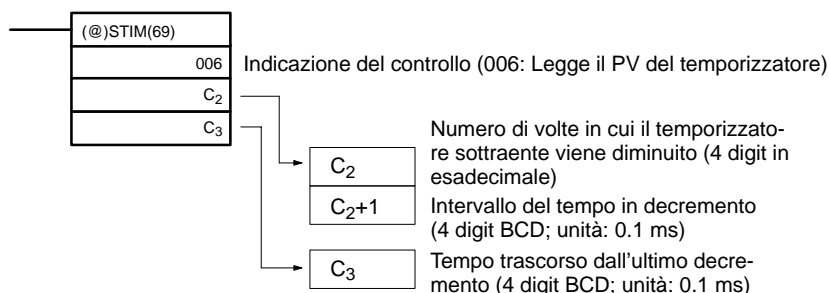 (@)STIM(69)
006 Indicazione del controllo (006: Legge il PV del temporizzatore)
C2
C3
Numero di volte in cui il temporizzato-
re sottraente viene diminuito (4 digit in
esadecimale)
C2
C2+1
Intervallo del tempo in decremento
(4 digit BCD; unità: 0.1 ms)
C3
Tempo trascorso dall'ultimo decre-
mento (4 digit BCD; unità: 0.1 ms)